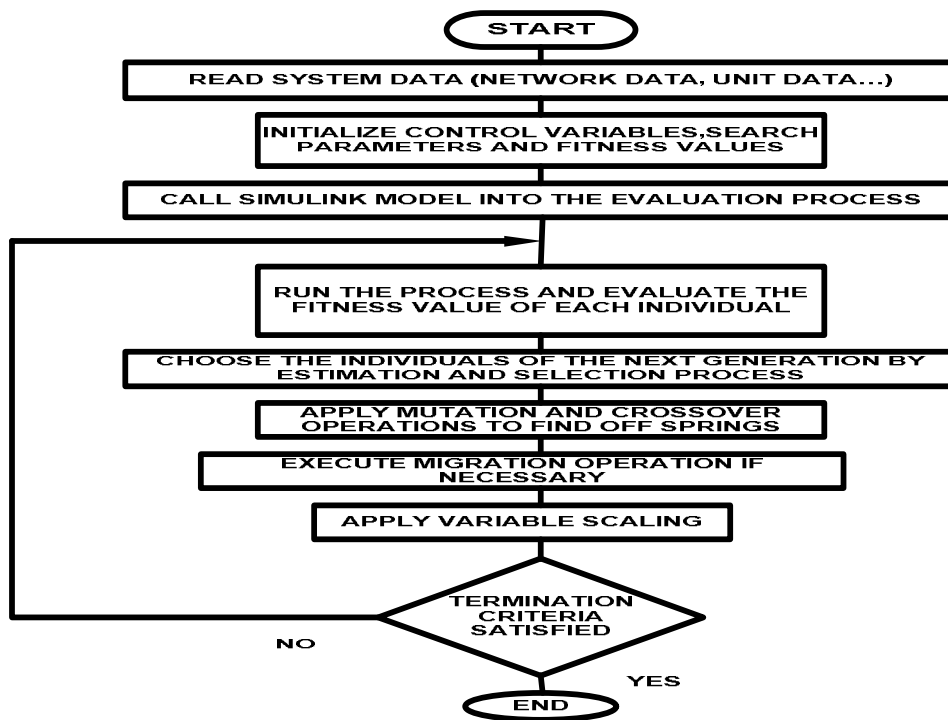 START
READ SYSTEM DATA (NETWORK DATA, UNIT DATA...)
INITIALIZE CONTROL VARIABLES,SEARCH
PARAMETERS AND FITNESS VALUES
CALL SIMULINK MODEL INTO THE EVALUATION PROCESS
RUN THE PROCESS AND EVALUATE THE
FITNESS VALUE OF EACH INDIVIDUAL
CHOOSE THE INDIVIDUALS OF THE NEXT GENERATION BY
ESTIMATION AND SELECTION PROCESS
APPLY MUTATION AND CROSSOVER
OPERATIONS TO FIND OFF SPRINGS
EXECUTE MIGRATION OPERATION IF
NECESSARY
APPLY VARIABLE SCALING
TERMINATION
CRITERIA
SATISFIED
NO
YES
END